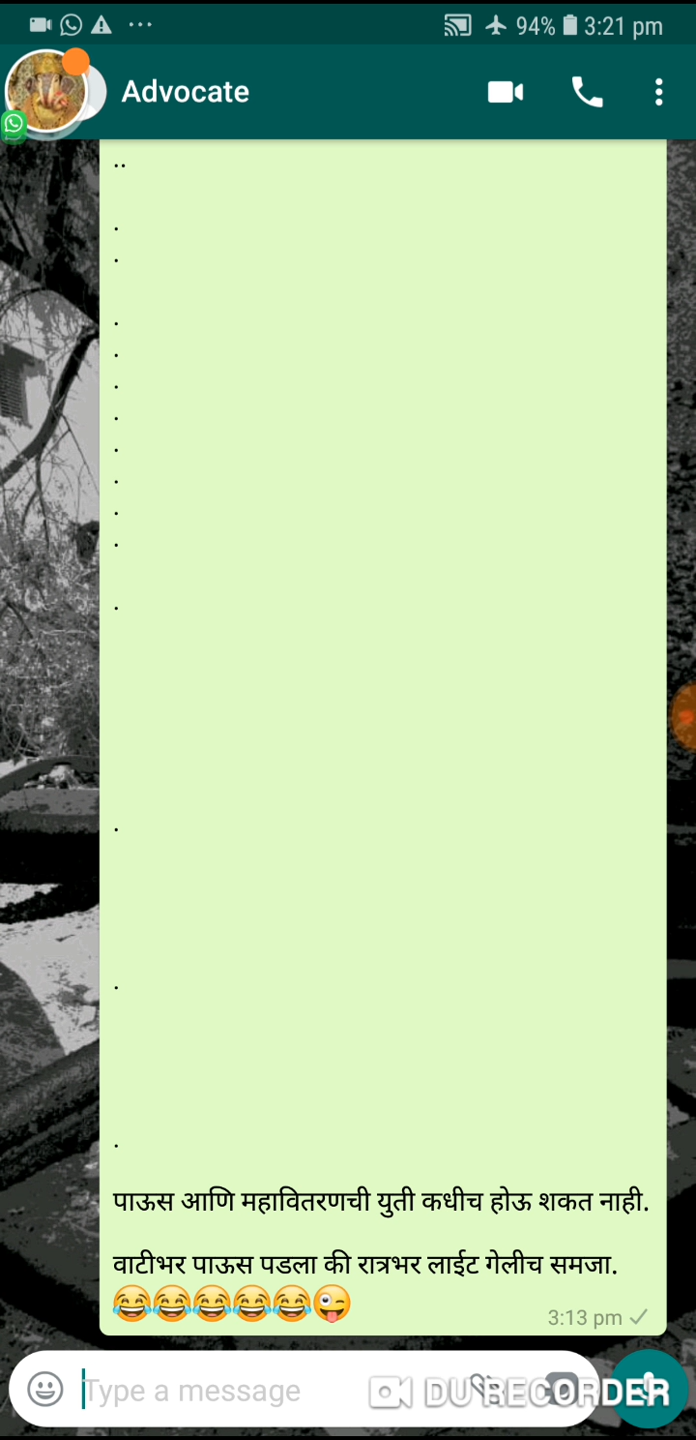 ... 94% 3:21 pm
Advocate
..
.
.
.
.
.
.
.
.
.
.
.
.
.
.
पाऊस आणि महावितरणची युती कधीच होऊ शकत नाही.
वाटीभर पाऊस पडला की रात्रभर लाईट गेलीच समजा.
😂😂😂😂😂😜 3:13 pm
Type a message DU RECORDER